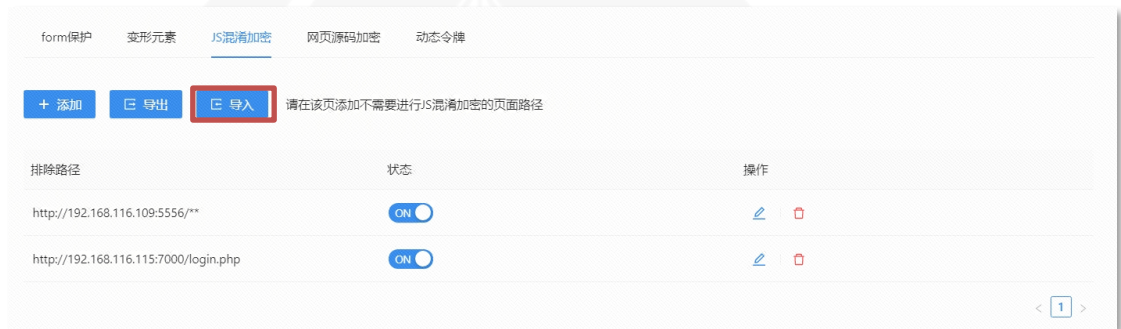 form保护 变形元素 JS混淆加密 网页源码加密 动态令牌
+ 添加 导出 导入 请在该页添加不需要进行JS混淆加密的页面路径
排除路径 状态 操作
http://192.168.116.109:5556/** ON
http://192.168.116.115:7000/login.php ON
< 1 >